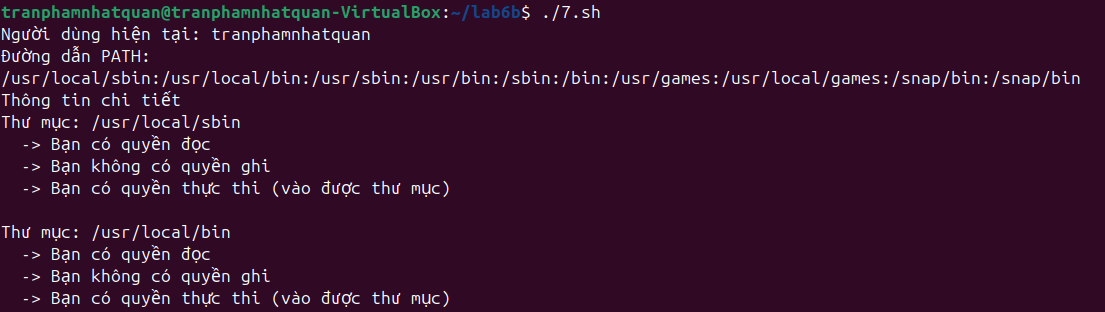 tranphamnhatquan@tranphamnhatquan-VirtualBox:~/lab6b$ ./7.sh
Người dùng hiện tại: tranphamnhatquan
Đường dẫn PATH:
/usr/local/sbin:/usr/local/bin:/usr/sbin:/usr/bin:/sbin:/bin:/usr/games:/usr/local/games:/snap/bin:/snap/bin
Thông tin chi tiết
Thư mục: /usr/local/sbin
  -> Bạn có quyền đọc
  -> Bạn không có quyền ghi
  -> Bạn có quyền thực thi (vào được thư mục)

Thư mục: /usr/local/bin
  -> Bạn có quyền đọc
  -> Bạn không có quyền ghi
  -> Bạn có quyền thực thi (vào được thư mục)